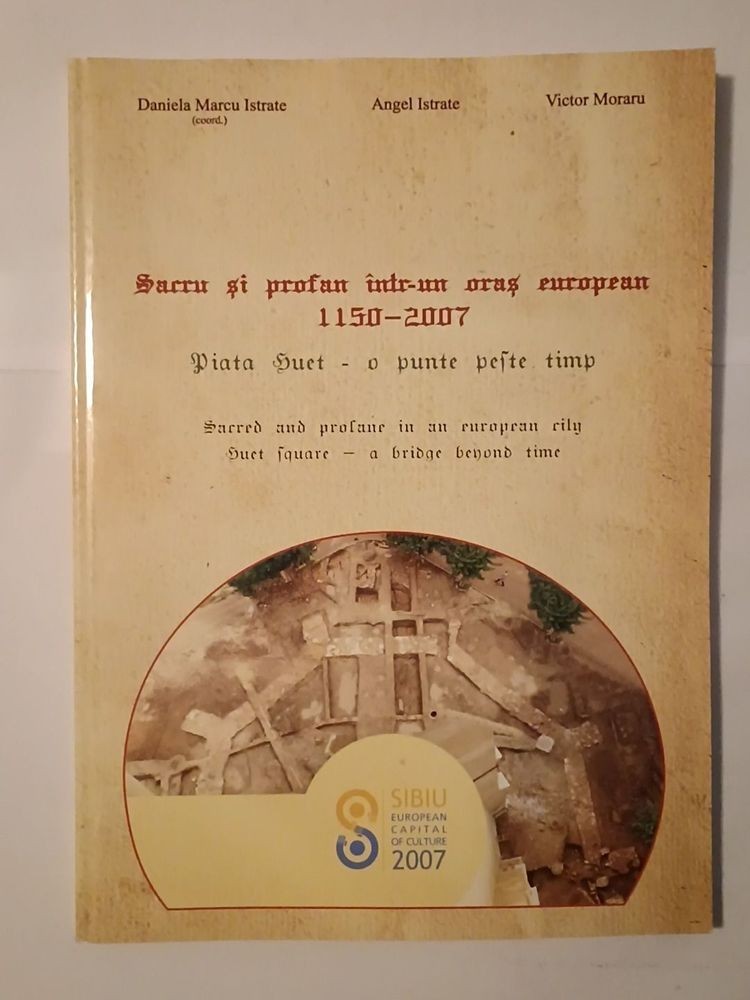 Daniela Marcu Istrate Angel Istrate Victor Moraru
(coord.)
Sacru și profan într-un oraș european
1150-2007
Piata Huet - o punte peſte timp
Sacred and profane in an european city
Huet ſquare - a bridge beyond time
SIBIU
EUROPEAN
CAPITAL
OF CULTURE
2007